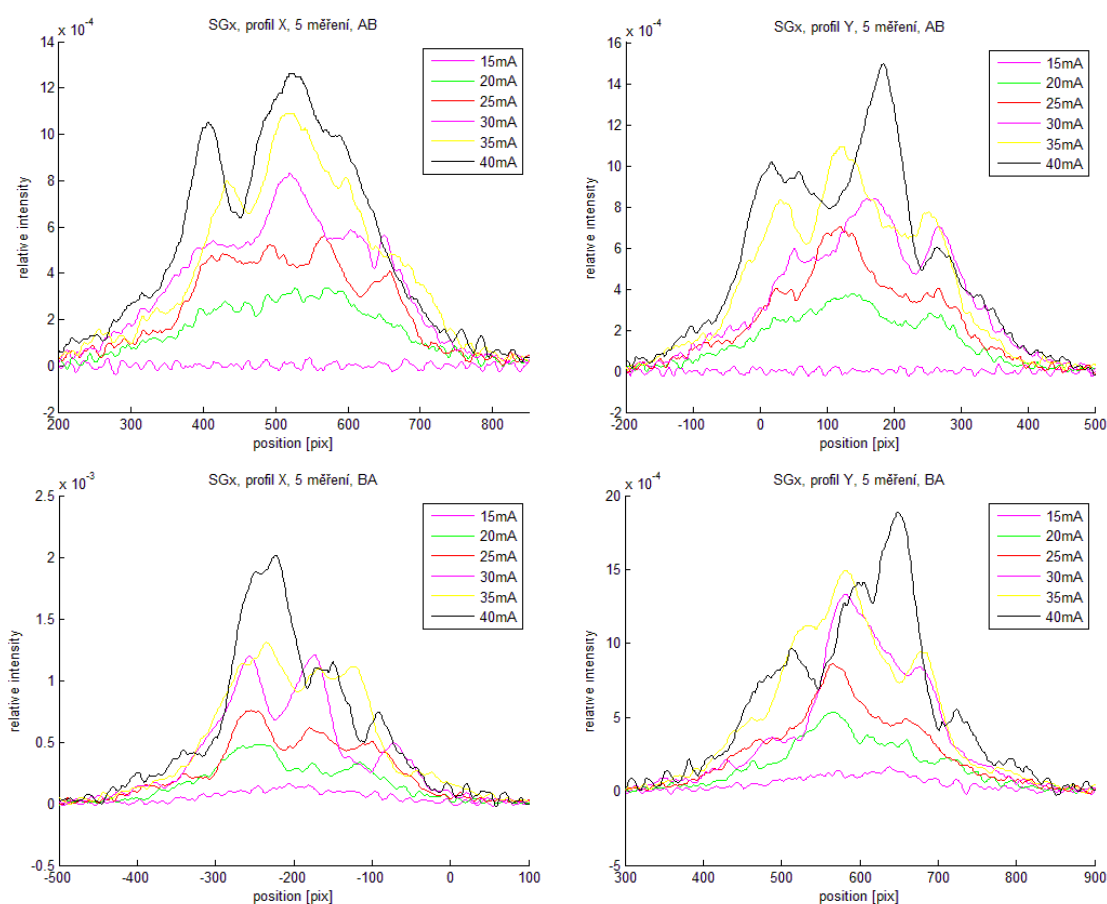 SGx, profil X, 5 měření, AB
x 10-4
14
12
10
8
6
4
2
0
-2
200
300
400
500
600
700
800
relative intensity
position [pix]
15mA
20mA
25mA
30mA
35mA
40mA
SGx, profil Y, 5 měření, AB
x 10-4
16
14
12
10
8
6
4
2
0
-2
-200
-100
0
100
200
300
400
500
relative intensity
position [pix]
15mA
20mA
25mA
30mA
35mA
40mA
SGx, profil X, 5 měření, BA
x 10-3
2.5
2
1.5
1
0.5
0
-0.5
-500
-400
-300
-200
-100
0
100
relative intensity
position [pix]
15mA
20mA
25mA
30mA
35mA
40mA
SGx, profil Y, 5 měření, BA
x 10-4
20
15
10
5
0
-5
300
400
500
600
700
800
900
relative intensity
position [pix]
15mA
20mA
25mA
30mA
35mA
40mA